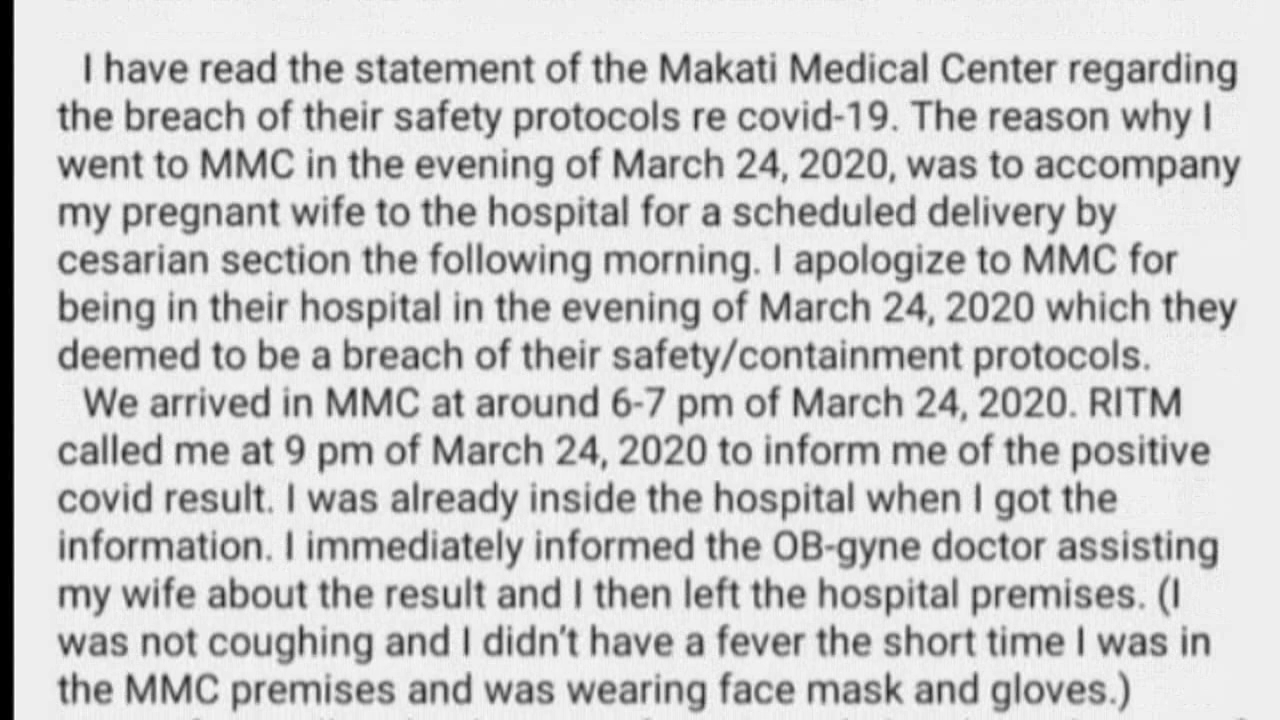 I have read the statement of the Makati Medical Center regarding
the breach of their safety protocols re covid-19. The reason why I
went to MMC in the evening of March 24, 2020, was to accompany
my pregnant wife to the hospital for a scheduled delivery by
cesarian section the following morning. I apologize to MMC for
being in their hospital in the evening of March 24, 2020 which they
deemed to be a breach of their safety/containment protocols.
We arrived in MMC at around 6-7 pm of March 24, 2020. RITM
called me at 9 pm of March 24, 2020 to inform me of the positive
covid result. I was already inside the hospital when I got the
information. I immediately informed the OB-gyne doctor assisting
my wife about the result and I then left the hospital premises. (I
was not coughing and I didn't have a fever the short time I was in
the MMC premises and was wearing face mask and gloves.)